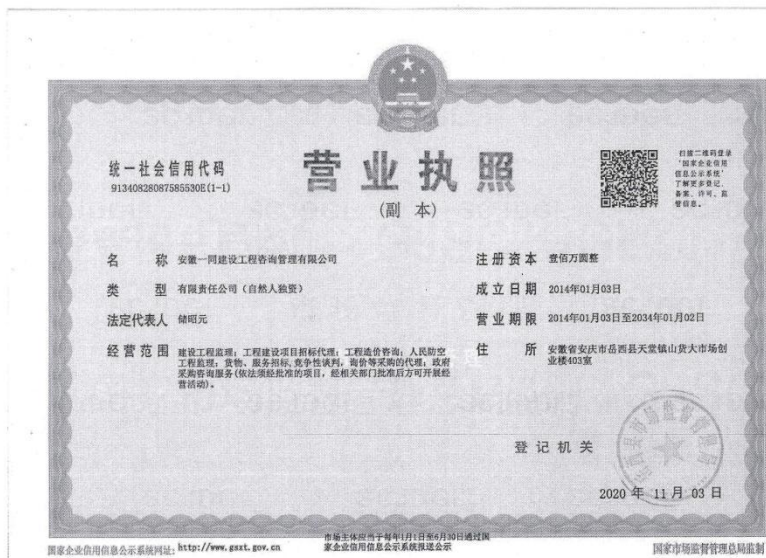 统一社会信用代码
91340828087585530E(1-1)
营业执照
(副 本)
扫描二维码登录
'国家企业信用
信息公示系统'
了解更多登记、
备案、许可、监
管信息。
名 称 安徽一同建设工程咨询管理有限公司
类 型 有限责任公司（自然人独资）
法定代表人 储昭元
经营范围 建设工程监理；工程建设项目招标代理；工程造价咨询；人民防空
工程监理；货物、服务招标,竞争性谈判，询价等采购的代理；政府
采购咨询服务(依法须经批准的项目，经相关部门批准后方可开展经
营活动)。
注册资本 壹佰万圆整
成立日期 2014年01月03日
营业期限 2014年01月03日至2034年01月02日
住 所 安徽省安庆市岳西县天堂镇山货大市场创
业楼403室
登记机关
岳西县市场监督管理局
2020 年 11 月 03 日
国家企业信用信息公示系统网址: http://www.gsxt.gov.cn
市场主体应当于每年1月1日至6月30日通过国
家企业信用信息公示系统报送公示
国家市场监督管理总局监制